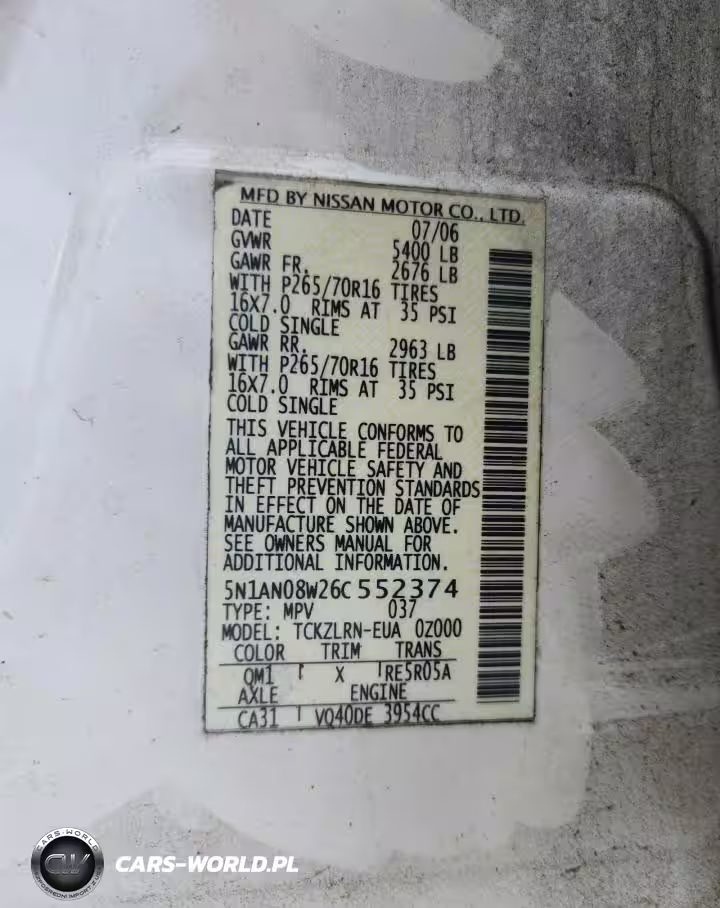 MFD BY NISSAN MOTOR CO., LTD.
DATE 07/06
GVWR 5400 LB
GAWR FR. 2676 LB
WITH P265/70R16 TIRES
16X7.0 RIMS AT 35 PSI
COLD SINGLE
GAWR RR. 2963 LB
WITH P265/70R16 TIRES
16X7.0 RIMS AT 35 PSI
COLD SINGLE
THIS VEHICLE CONFORMS TO
ALL APPLICABLE FEDERAL
MOTOR VEHICLE SAFETY AND
THEFT PREVENTION STANDARDS
IN EFFECT ON THE DATE OF
MANUFACTURE SHOWN ABOVE.
SEE OWNERS MANUAL FOR
ADDITIONAL INFORMATION.
5N1AN08W26C552374
TYPE: MPV 037
MODEL: TCKZLRN-EUA 0Z000
COLOR TRIM TRANS
QM1 X RE5R05A
AXLE ENGINE
CA31 VQ40DE 3954CC
CARS-WORLD
CW
CARS-WORLD.PL